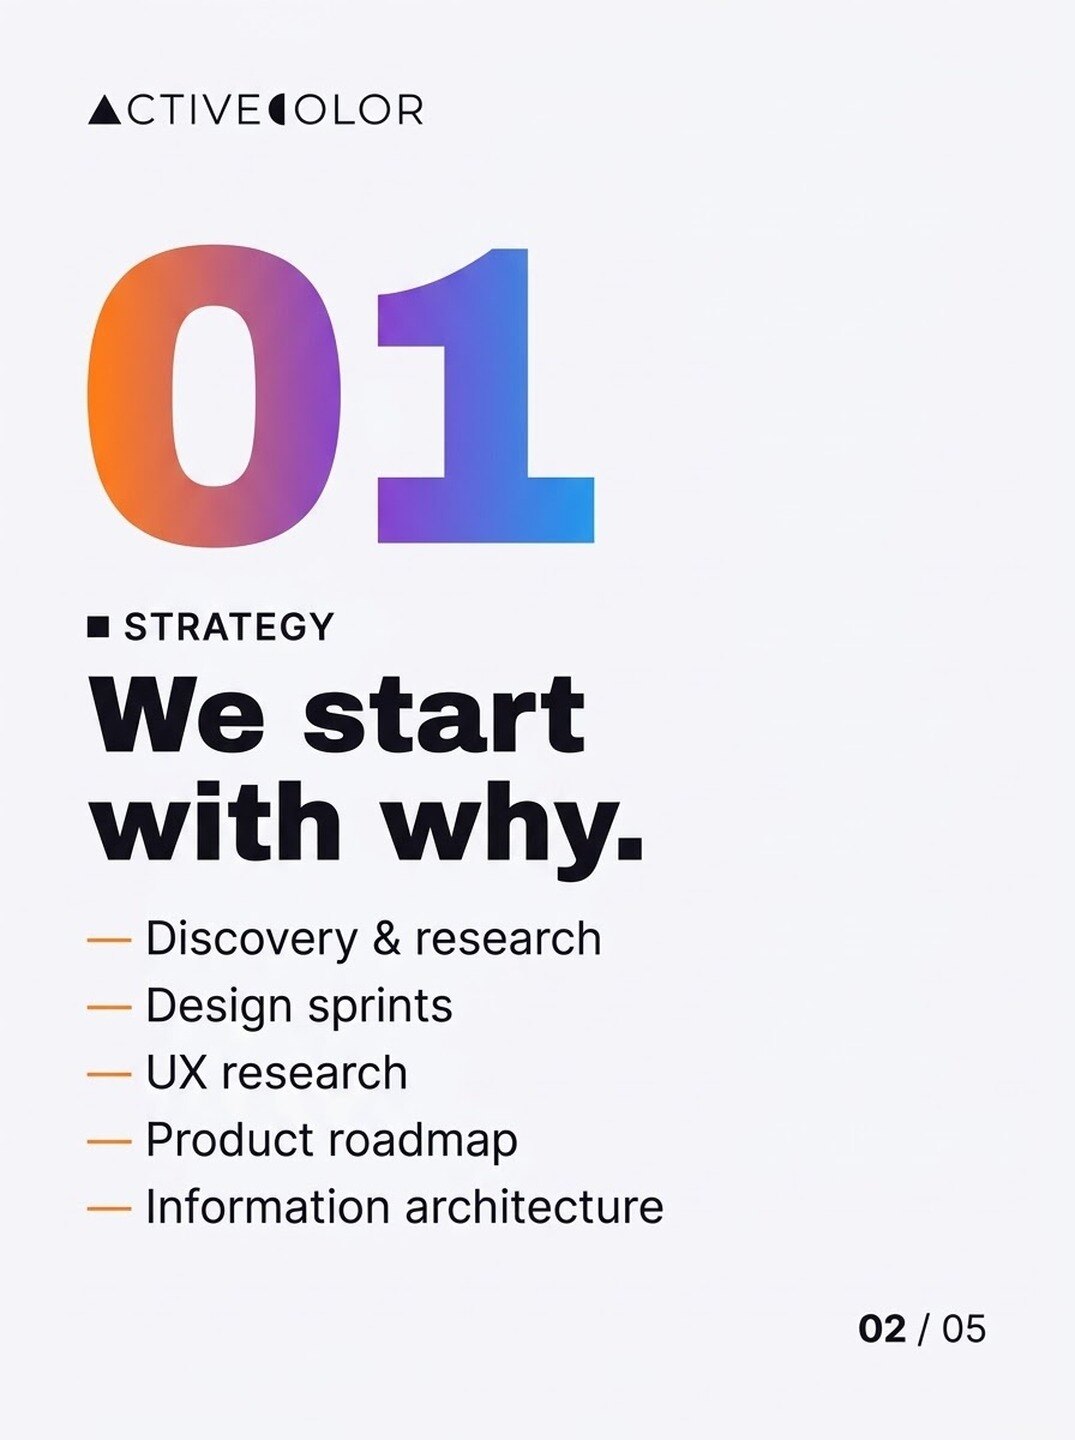 ACTIVECOLOR
01
STRATEGY
We start
with why.
— Discovery & research
— Design sprints
— UX research
— Product roadmap
— Information architecture
02 / 05